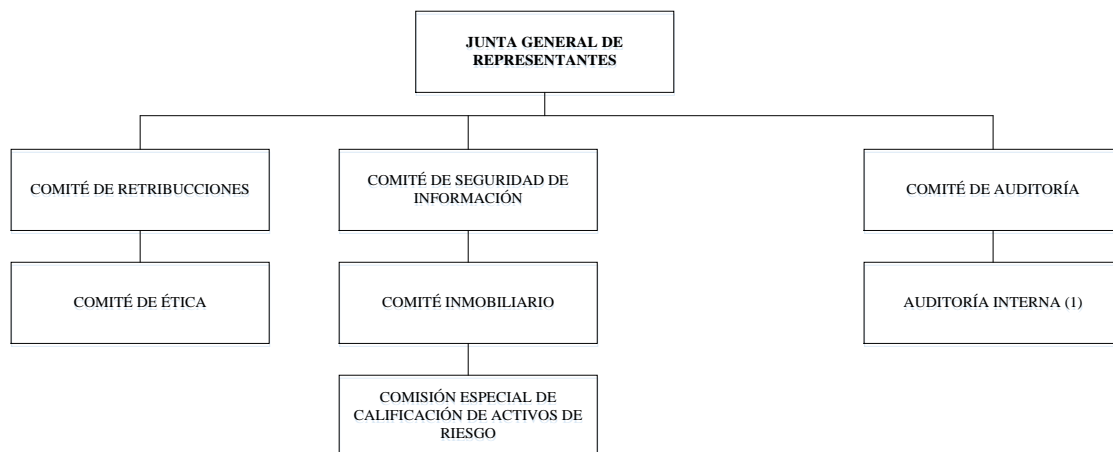 JUNTA GENERAL DE
REPRESENTANTES
COMITÉ DE RETRIBUCCIONES
COMITÉ DE SEGURIDAD DE
INFORMACIÓN
COMITÉ DE AUDITORÍA
COMITÉ DE ÉTICA
COMITÉ INMOBILIARIO
AUDITORÍA INTERNA (1)
COMISIÓN ESPECIAL DE
CALIFICACIÓN DE ACTIVOS DE
RIESGO